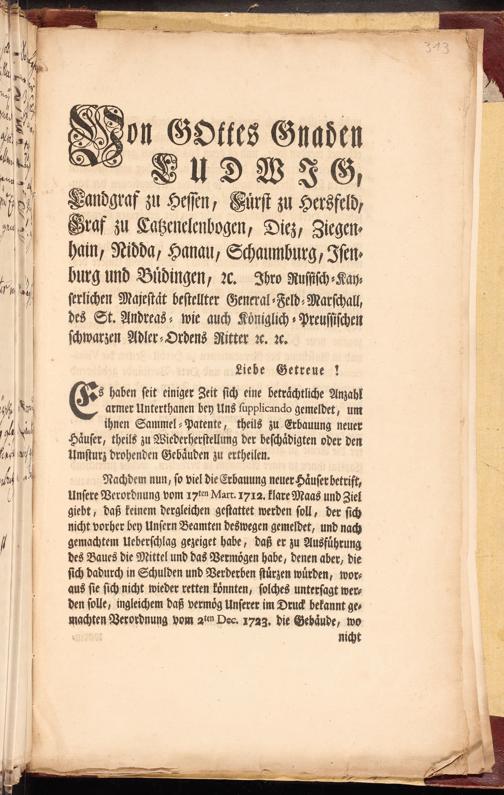 313
Von GOttes Gnaden
LUDWIG,
Landgraf zu Hessen, Fürst zu Hersfeld,
Graf zu Catzenelenbogen, Diez, Ziegen-
hain, Nidda, Hanau, Schaumburg, Isen-
burg und Büdingen, ꝛc. Ihro Russisch-Kay-
serlichen Majestät bestellter General-Feld-Marschall,
des St. Andreas- wie auch Königlich-Preussischen
schwarzen Adler-Ordens Ritter ꝛc. ꝛc.
Liebe Getreue !
Es haben seit einiger Zeit sich eine beträchtliche Anzahl
armer Unterthanen bey Uns supplicando gemeldet, um
ihnen Sammel-Patente, theils zu Erbauung neuer
Häuser, theils zu Wiederherstellung der beschädigten oder den
Umsturz drohenden Gebäuden zu ertheilen.
Nachdem nun, so viel die Erbauung neuer Häuser betrift,
Unsere Verordnung vom 17ten Mart. 1712. klare Maas und Ziel
giebt, daß keinem dergleichen gestattet werden soll, der sich
nicht vorher bey Unsern Beamten deswegen gemeldet, und nach
gemachtem Ueberschlag gezeiget habe, daß er zu Ausführung
des Baues die Mittel und das Vermögen habe, denen aber, die
sich dadurch in Schulden und Verderben stürzen würden, wor-
aus sie sich nicht wieder retten könnten, solches untersagt wer-
den solle, ingleichem daß vermög Unserer im Druck bekannt ge-
machten Verordnung vom 2ten Dec. 1723. die Gebäude, wo
nicht